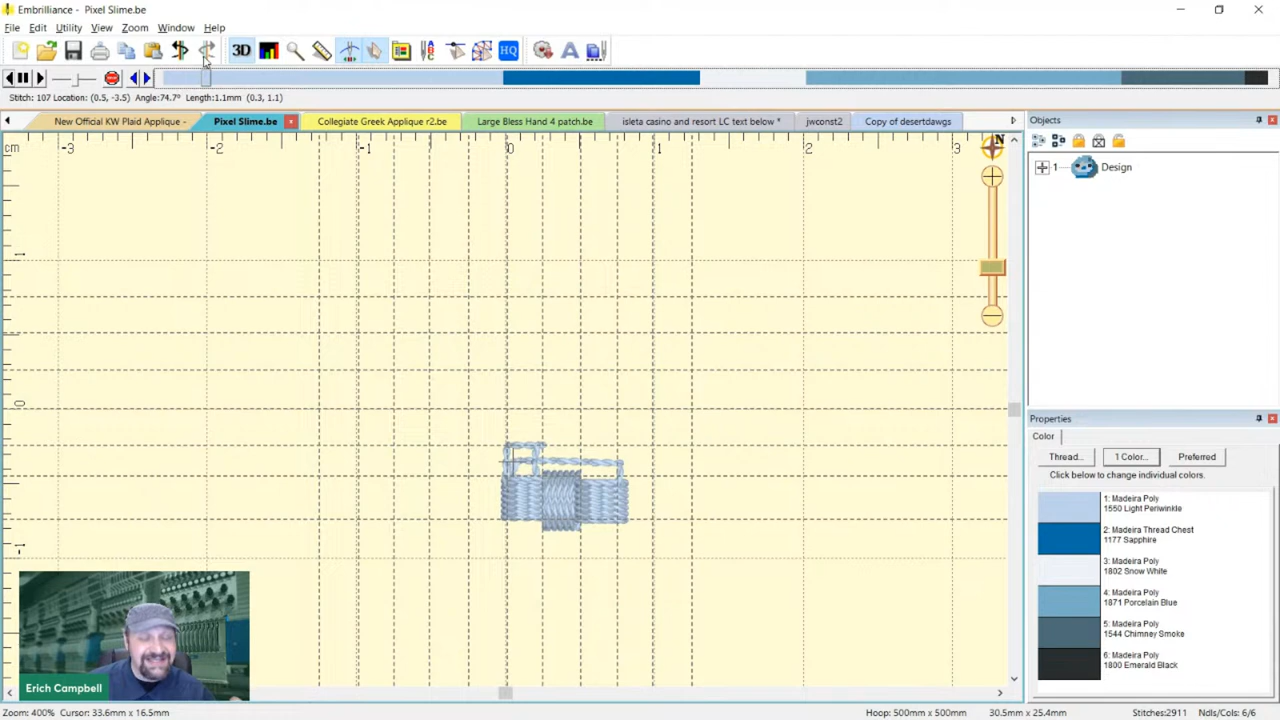 Embrilliance - Pixel Slime.be
File Edit Utility View Zoom Window Help
3D
HQ
STOP
Stitch: 107 Location: (0.5, -3.5) Angle:74.7° Length:1.1mm (0.3, 1.1)
New Official KW Plaid Applique -
Pixel Slime.be
Collegiate Greek Applique r2.be
Large Bless Hand 4 patch.be
isleta casino and resort LC text below *
jwconst2
Copy of desertdawgs
cm
-3 -2 -1 0 1 2 3
N
1
0
-1
Objects
1 Design
Properties
Color
Thread... 1 Color... Preferred
Click below to change individual colors.
1: Madeira Poly
1550 Light Periwinkle
2: Madeira Thread Chest
1177 Sapphire
3: Madeira Poly
1802 Snow White
4: Madeira Poly
1871 Porcelain Blue
5: Madeira Poly
1544 Chimney Smoke
6: Madeira Poly
1800 Emerald Black
Erich Campbell
Zoom: 400% Cursor: 33.6mm x 16.5mm
Hoop: 500mm x 500mm
30.5mm x 25.4mm
Stitches:2911
Ndls/Cols: 6/6